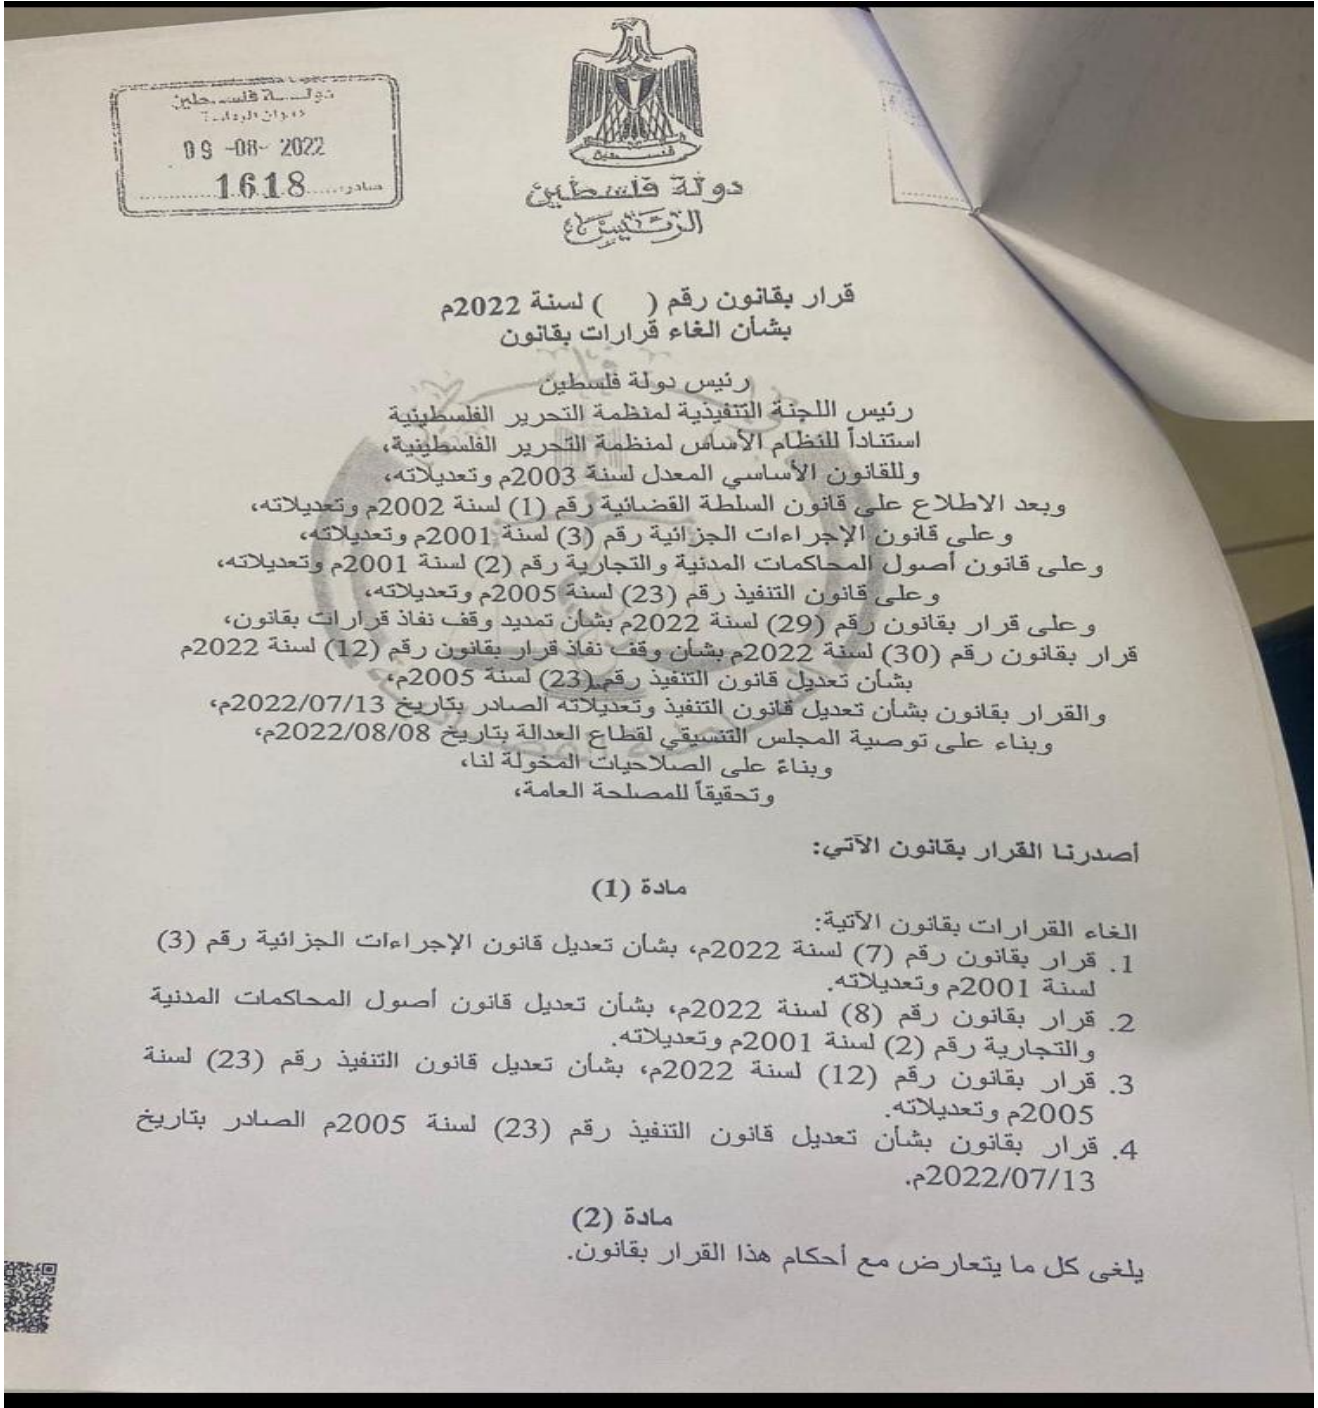 دولة فلسطين
09-08-2022
صادر: 1618
فلسطين
دولة فلسطين
الرئيس
قرار بقانون رقم (    ) لسنة 2022م
بشأن الغاء قرارات بقانون
رئيس دولة فلسطين
رئيس اللجنة التنفيذية لمنظمة التحرير الفلسطينية
استناداً للنظام الأساس لمنظمة التحرير الفلسطينية،
وللقانون الأساسي المعدل لسنة 2003م وتعديلاته،
وبعد الاطلاع على قانون السلطة القضائية رقم (1) لسنة 2002م وتعديلاته،
وعلى قانون الإجراءات الجزائية رقم (3) لسنة 2001م وتعديلاته،
وعلى قانون أصول المحاكمات المدنية والتجارية رقم (2) لسنة 2001م وتعديلاته،
وعلى قانون التنفيذ رقم (23) لسنة 2005م وتعديلاته،
وعلى قرار بقانون رقم (29) لسنة 2022م بشأن تمديد وقف نفاذ قرارات بقانون،
قرار بقانون رقم (30) لسنة 2022م بشأن وقف نفاذ قرار بقانون رقم (12) لسنة 2022م
بشأن تعديل قانون التنفيذ رقم (23) لسنة 2005م،
والقرار بقانون بشأن تعديل قانون التنفيذ وتعديلاته الصادر بتاريخ 2022/07/13م،
وبناء على توصية المجلس التنسيقي لقطاع العدالة بتاريخ 2022/08/08م،
وبناءً على الصلاحيات المخولة لنا،
وتحقيقاً للمصلحة العامة،
أصدرنا القرار بقانون الآتي:
مادة (1)
الغاء القرارات بقانون الآتية:
1. قرار بقانون رقم (7) لسنة 2022م، بشأن تعديل قانون الإجراءات الجزائية رقم (3)
لسنة 2001م وتعديلاته.
2. قرار بقانون رقم (8) لسنة 2022م، بشأن تعديل قانون أصول المحاكمات المدنية
والتجارية رقم (2) لسنة 2001م وتعديلاته.
3. قرار بقانون رقم (12) لسنة 2022م، بشأن تعديل قانون التنفيذ رقم (23) لسنة
2005م وتعديلاته.
4. قرار بقانون بشأن تعديل قانون التنفيذ رقم (23) لسنة 2005م الصادر بتاريخ
2022/07/13م.
مادة (2)
يلغى كل ما يتعارض مع أحكام هذا القرار بقانون.